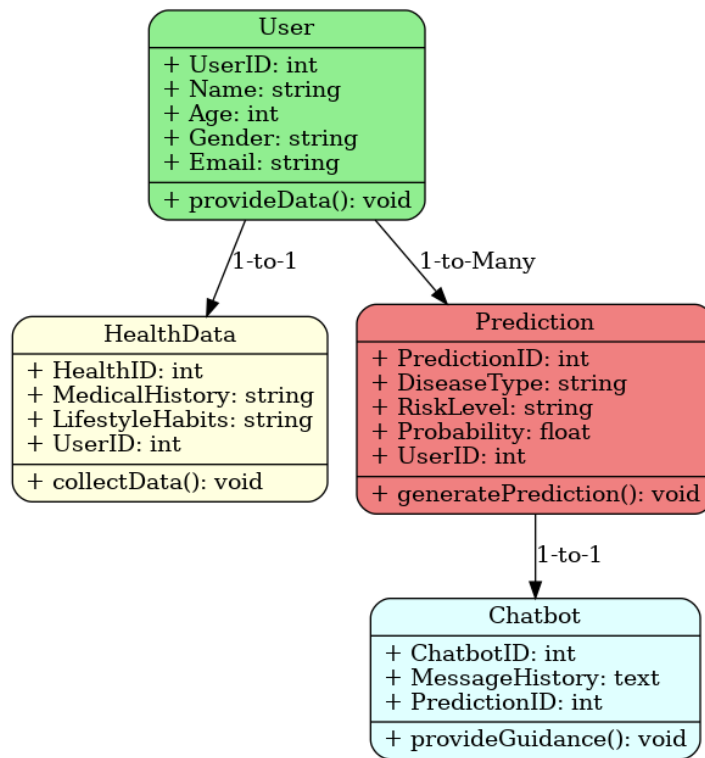 User
+ UserID: int
+ Name: string
+ Age: int
+ Gender: string
+ Email: string
+ provideData(): void
1-to-1
1-to-Many
HealthData
+ HealthID: int
+ MedicalHistory: string
+ LifestyleHabits: string
+ UserID: int
+ collectData(): void
Prediction
+ PredictionID: int
+ DiseaseType: string
+ RiskLevel: string
+ Probability: float
+ UserID: int
+ generatePrediction(): void
1-to-1
Chatbot
+ ChatbotID: int
+ MessageHistory: text
+ PredictionID: int
+ provideGuidance(): void